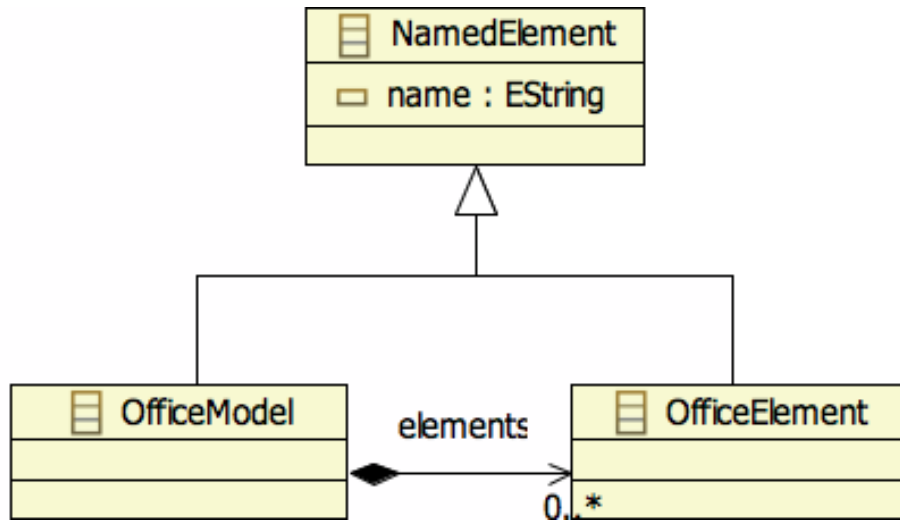 NamedElement
name : EString
OfficeModel
elements
OfficeElement
0..*